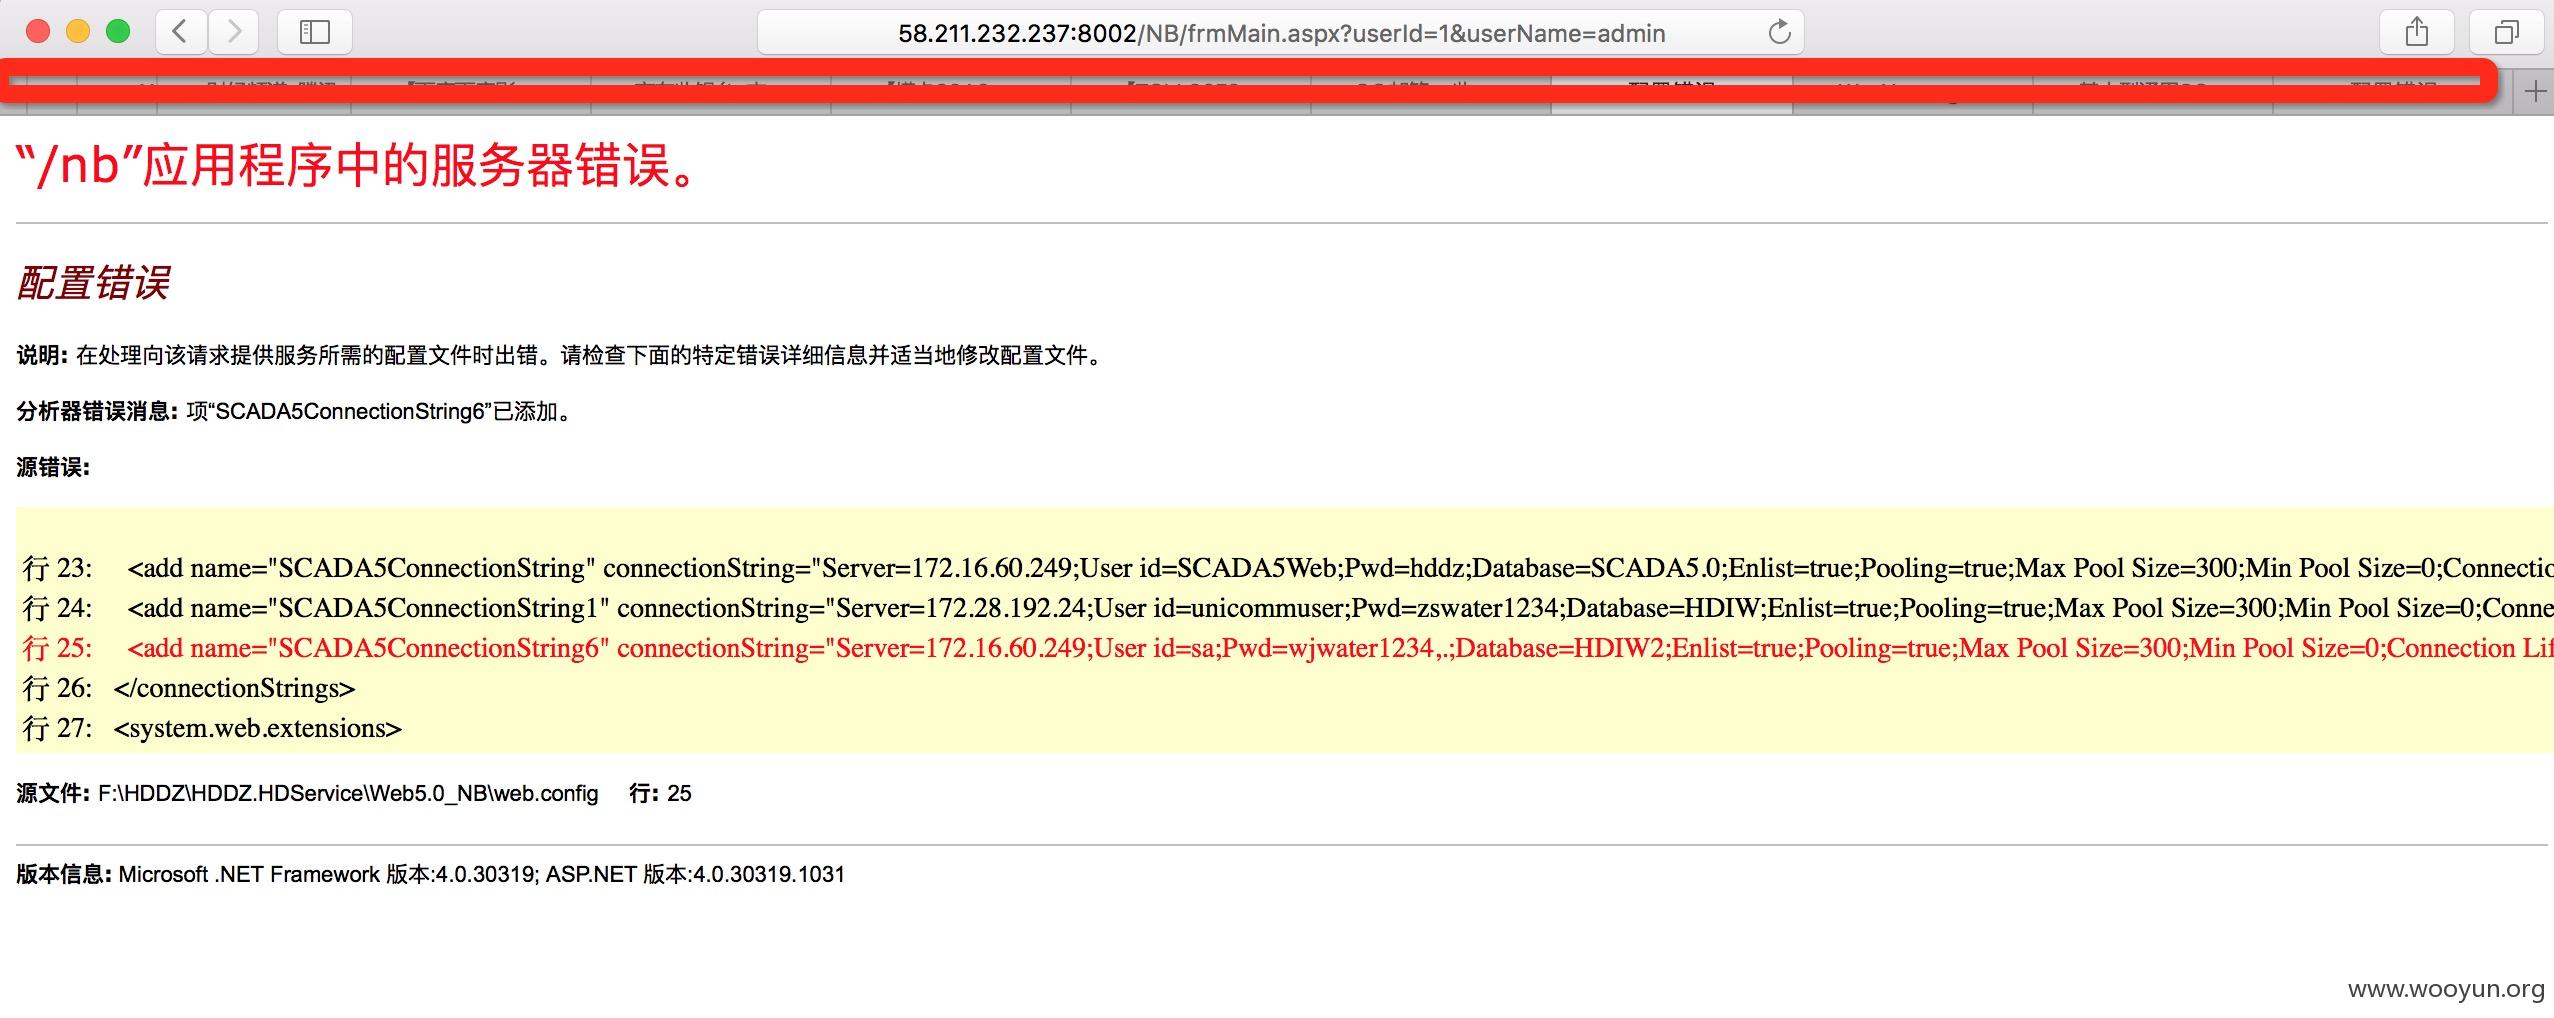 58.211.232.237:8002/NB/frmMain.aspx?userId=1&userName=admin
“/nb”应用程序中的服务器错误。
配置错误
说明: 在处理向该请求提供服务所需的配置文件时出错。请检查下面的特定错误详细信息并适当地修改配置文件。
分析器错误消息: 项“SCADA5ConnectionString6”已添加。
源错误:
行 23: <add name="SCADA5ConnectionString" connectionString="Server=172.16.60.249;User id=SCADA5Web;Pwd=hddz;Database=SCADA5.0;Enlist=true;Pooling=true;Max Pool Size=300;Min Pool Size=0;Connectio
行 24: <add name="SCADA5ConnectionString1" connectionString="Server=172.28.192.24;User id=unicommuser;Pwd=zswater1234;Database=HDIW;Enlist=true;Pooling=true;Max Pool Size=300;Min Pool Size=0;Conne
行 25: <add name="SCADA5ConnectionString6" connectionString="Server=172.16.60.249;User id=sa;Pwd=wjwater1234,.;Database=HDIW2;Enlist=true;Pooling=true;Max Pool Size=300;Min Pool Size=0;Connection Lif
行 26: </connectionStrings>
行 27: <system.web.extensions>
源文件: F:\HDDZ\HDDZ.HDService\Web5.0_NB\web.config 行: 25
版本信息: Microsoft .NET Framework 版本:4.0.30319; ASP.NET 版本:4.0.30319.1031
www.wooyun.org